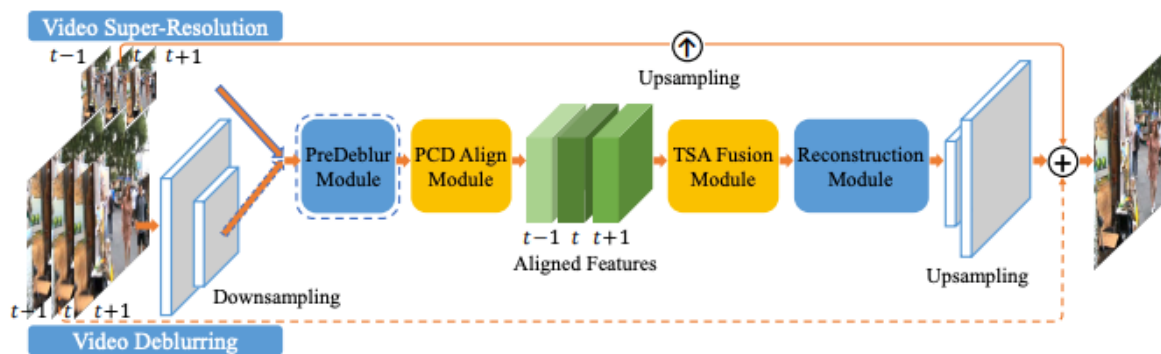 Video Super-Resolution
t−1 t t+1
Upsampling
PreDeblur
Module
PCD Align
Module
TSA Fusion
Module
Reconstruction
Module
t−1 t t+1
Aligned Features
Upsampling
Downsampling
t−1 t t+1
Video Deblurring